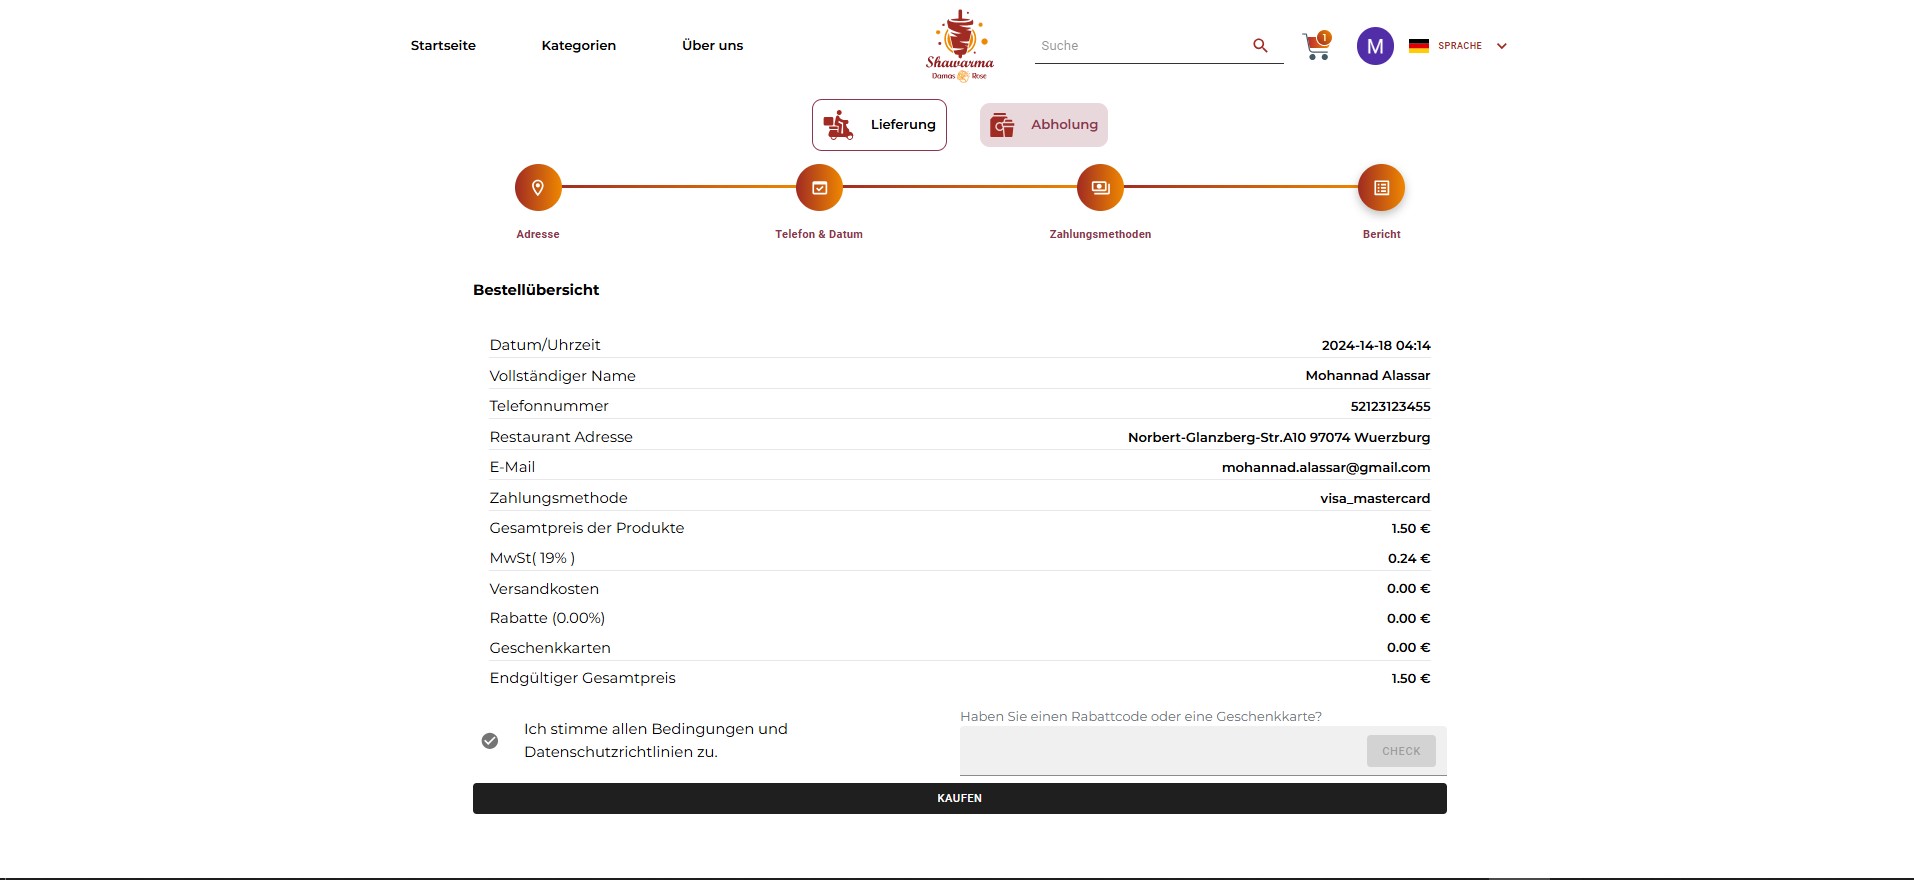 Startseite
Kategorien
Über uns
Shawarma
Damas Rose
Suche
1
M
SPRACHE
Lieferung
Abholung
Adresse
Telefon & Datum
Zahlungsmethoden
Bericht
Bestellübersicht
Datum/Uhrzeit 2024-14-18 04:14
Vollständiger Name Mohannad Alassar
Telefonnummer 52123123455
Restaurant Adresse Norbert-Glanzberg-Str.A10 97074 Wuerzburg
E-Mail mohannad.alassar@gmail.com
Zahlungsmethode visa_mastercard
Gesamtpreis der Produkte 1.50 €
MwSt( 19% ) 0.24 €
Versandkosten 0.00 €
Rabatte (0.00%) 0.00 €
Geschenkkarten 0.00 €
Endgültiger Gesamtpreis 1.50 €
Ich stimme allen Bedingungen und
Datenschutzrichtlinien zu.
Haben Sie einen Rabattcode oder eine Geschenkkarte?
CHECK
KAUFEN